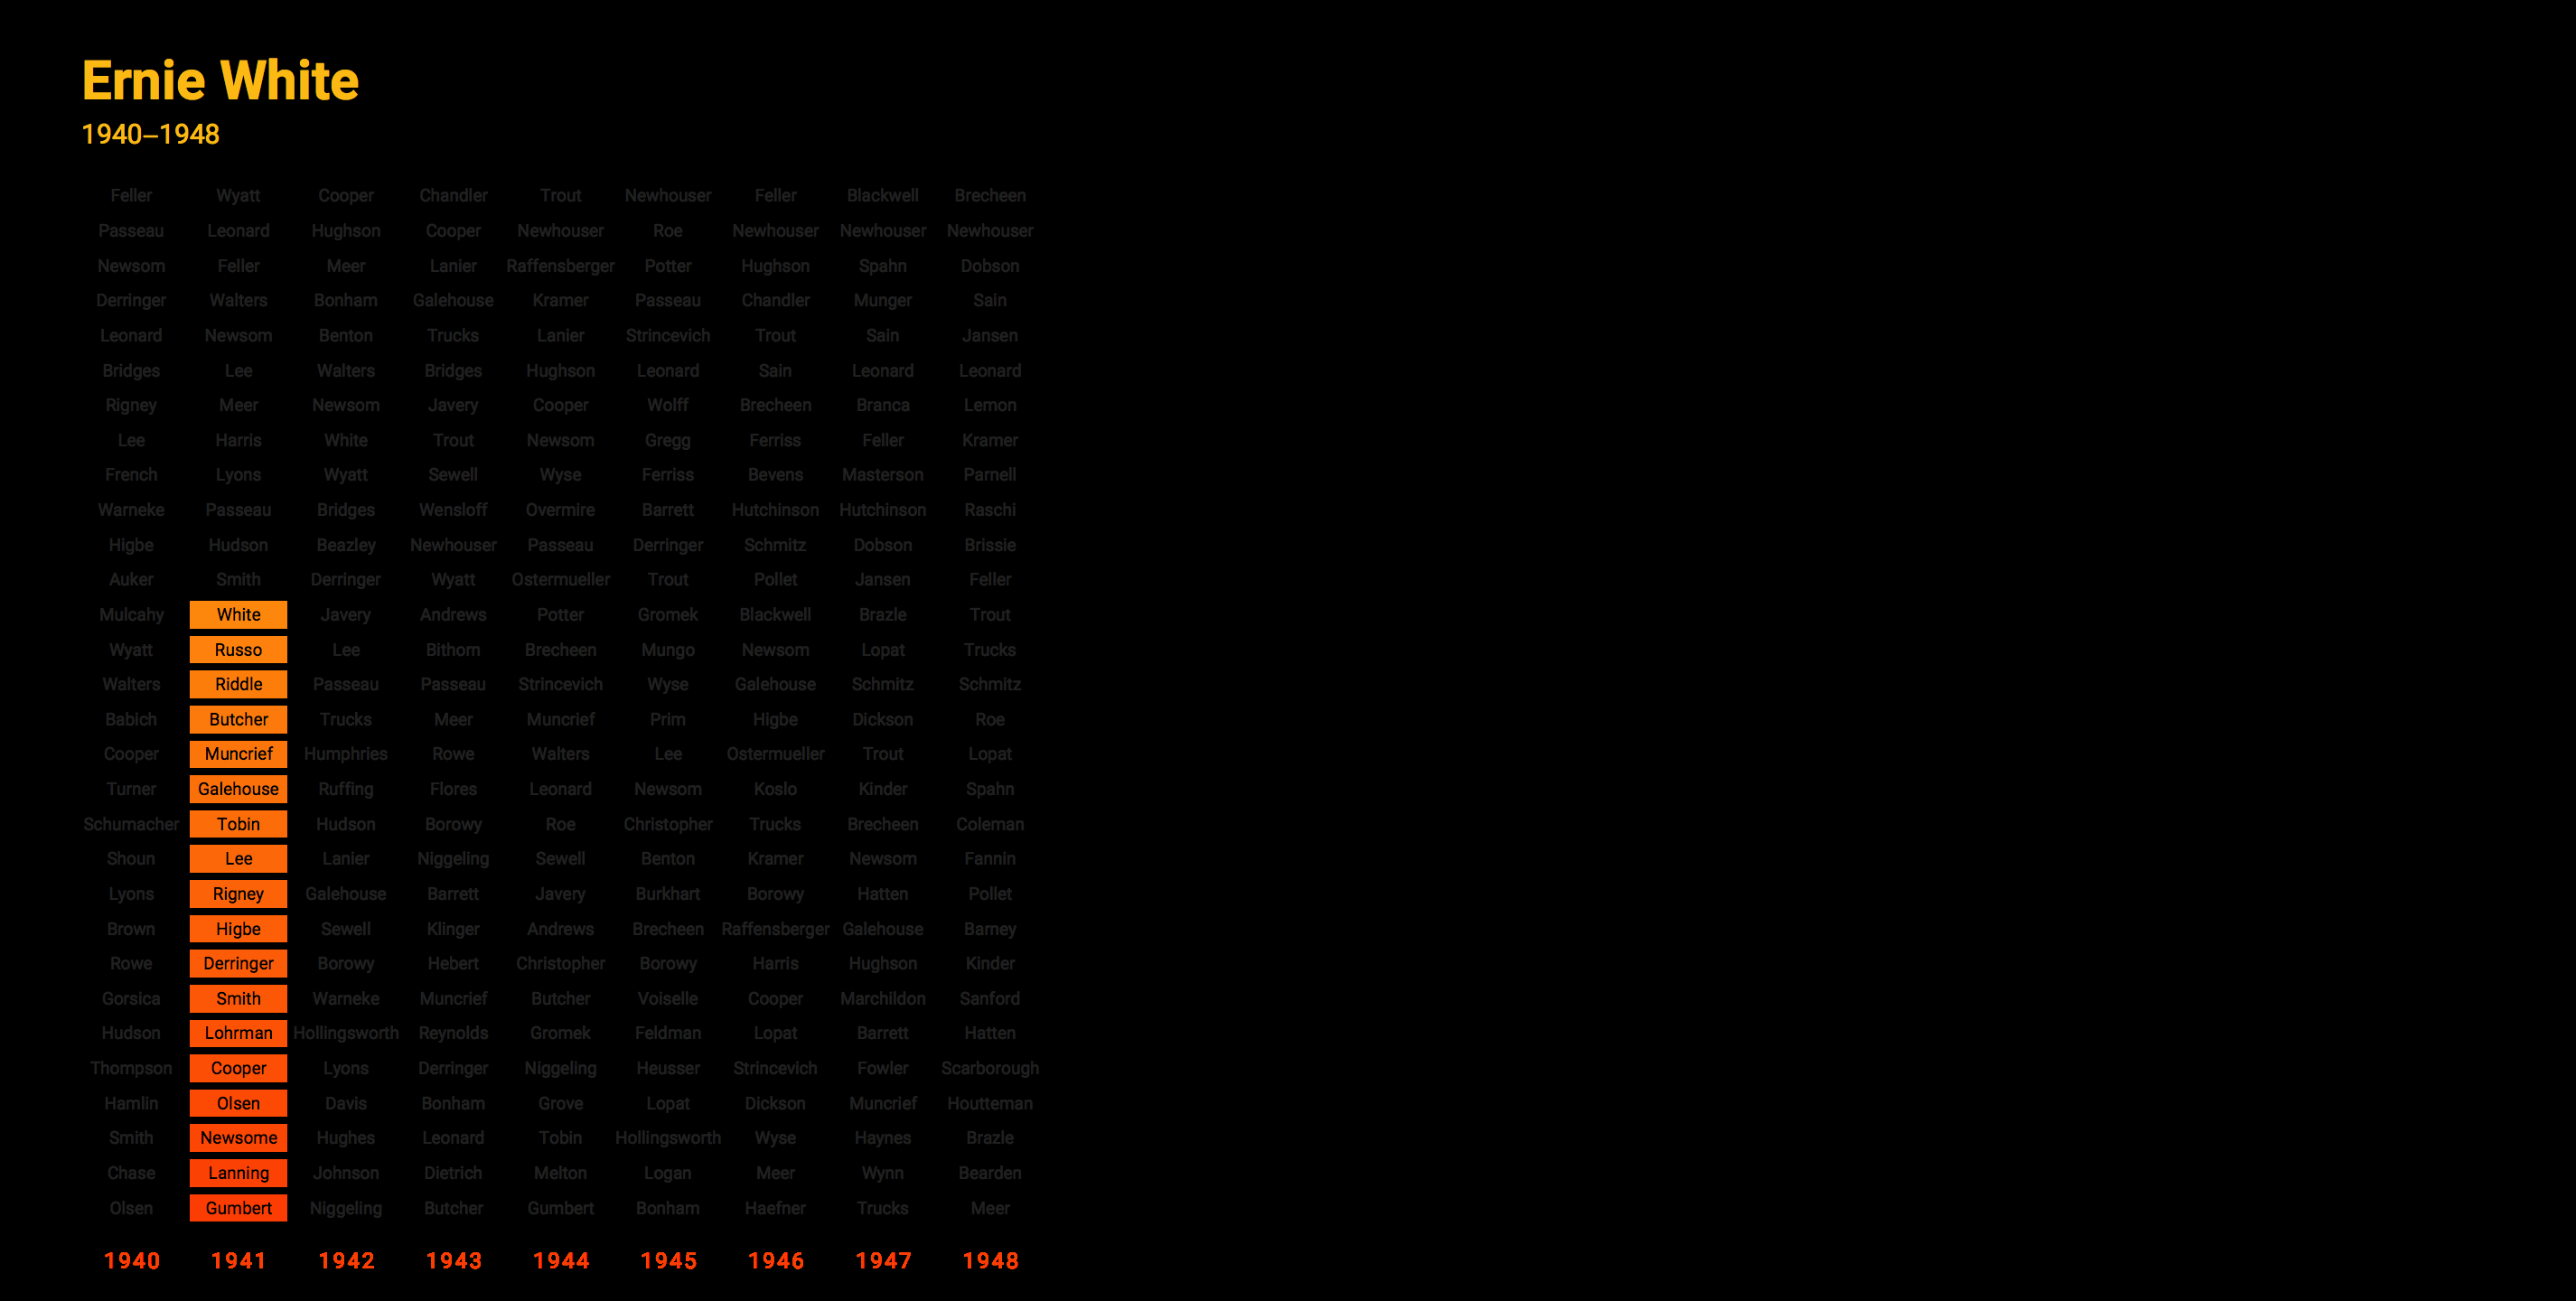 Ernie White
1940–1948
Feller Wyatt Cooper Chandler Trout Newhouser Feller Blackwell Brecheen
Passeau Leonard Hughson Cooper Newhouser Roe Newhouser Newhouser Newhouser
Newsom Feller Meer Lanier Raffensberger Potter Hughson Spahn Dobson
Derringer Walters Bonham Galehouse Kramer Passeau Chandler Munger Sain
Leonard Newsom Benton Trucks Lanier Strincevich Trout Sain Jansen
Bridges Lee Walters Bridges Hughson Leonard Sain Leonard Leonard
Rigney Meer Newsom Javery Cooper Wolff Brecheen Branca Lemon
Lee Harris White Trout Newsom Gregg Ferriss Feller Kramer
French Lyons Wyatt Sewell Wyse Ferriss Bevens Masterson Parnell
Warneke Passeau Bridges Wensloff Overmire Barrett Hutchinson Hutchinson Raschi
Higbe Hudson Beazley Newhouser Passeau Derringer Schmitz Dobson Brissie
Auker Smith Derringer Wyatt Ostermueller Trout Pollet Jansen Feller
Mulcahy White Javery Andrews Potter Gromek Blackwell Brazle Trout
Wyatt Russo Lee Bithorn Brecheen Mungo Newsom Lopat Trucks
Walters Riddle Passeau Passeau Strincevich Wyse Galehouse Schmitz Schmitz
Babich Butcher Trucks Meer Muncrief Prim Higbe Dickson Roe
Cooper Muncrief Humphries Rowe Walters Lee Ostermueller Trout Lopat
Turner Galehouse Ruffing Flores Leonard Newsom Koslo Kinder Spahn
Schumacher Tobin Hudson Borowy Roe Christopher Trucks Brecheen Coleman
Shoun Lee Lanier Niggeling Sewell Benton Kramer Newsom Fannin
Lyons Rigney Galehouse Barrett Javery Burkhart Borowy Hatten Pollet
Brown Higbe Sewell Klinger Andrews Brecheen Raffensberger Galehouse Barney
Rowe Derringer Borowy Hebert Christopher Borowy Harris Hughson Kinder
Gorsica Smith Warneke Muncrief Butcher Voiselle Cooper Marchildon Sanford
Hudson Lohrman Hollingsworth Reynolds Gromek Feldman Lopat Barrett Hatten
Thompson Cooper Lyons Derringer Niggeling Heusser Strincevich Fowler Scarborough
Hamlin Olsen Davis Bonham Grove Lopat Dickson Muncrief Houtteman
Smith Newsome Hughes Leonard Tobin Hollingsworth Wyse Haynes Brazle
Chase Lanning Johnson Dietrich Melton Logan Meer Wynn Bearden
Olsen Gumbert Niggeling Butcher Gumbert Bonham Haefner Trucks Meer
1940 1941 1942 1943 1944 1945 1946 1947 1948